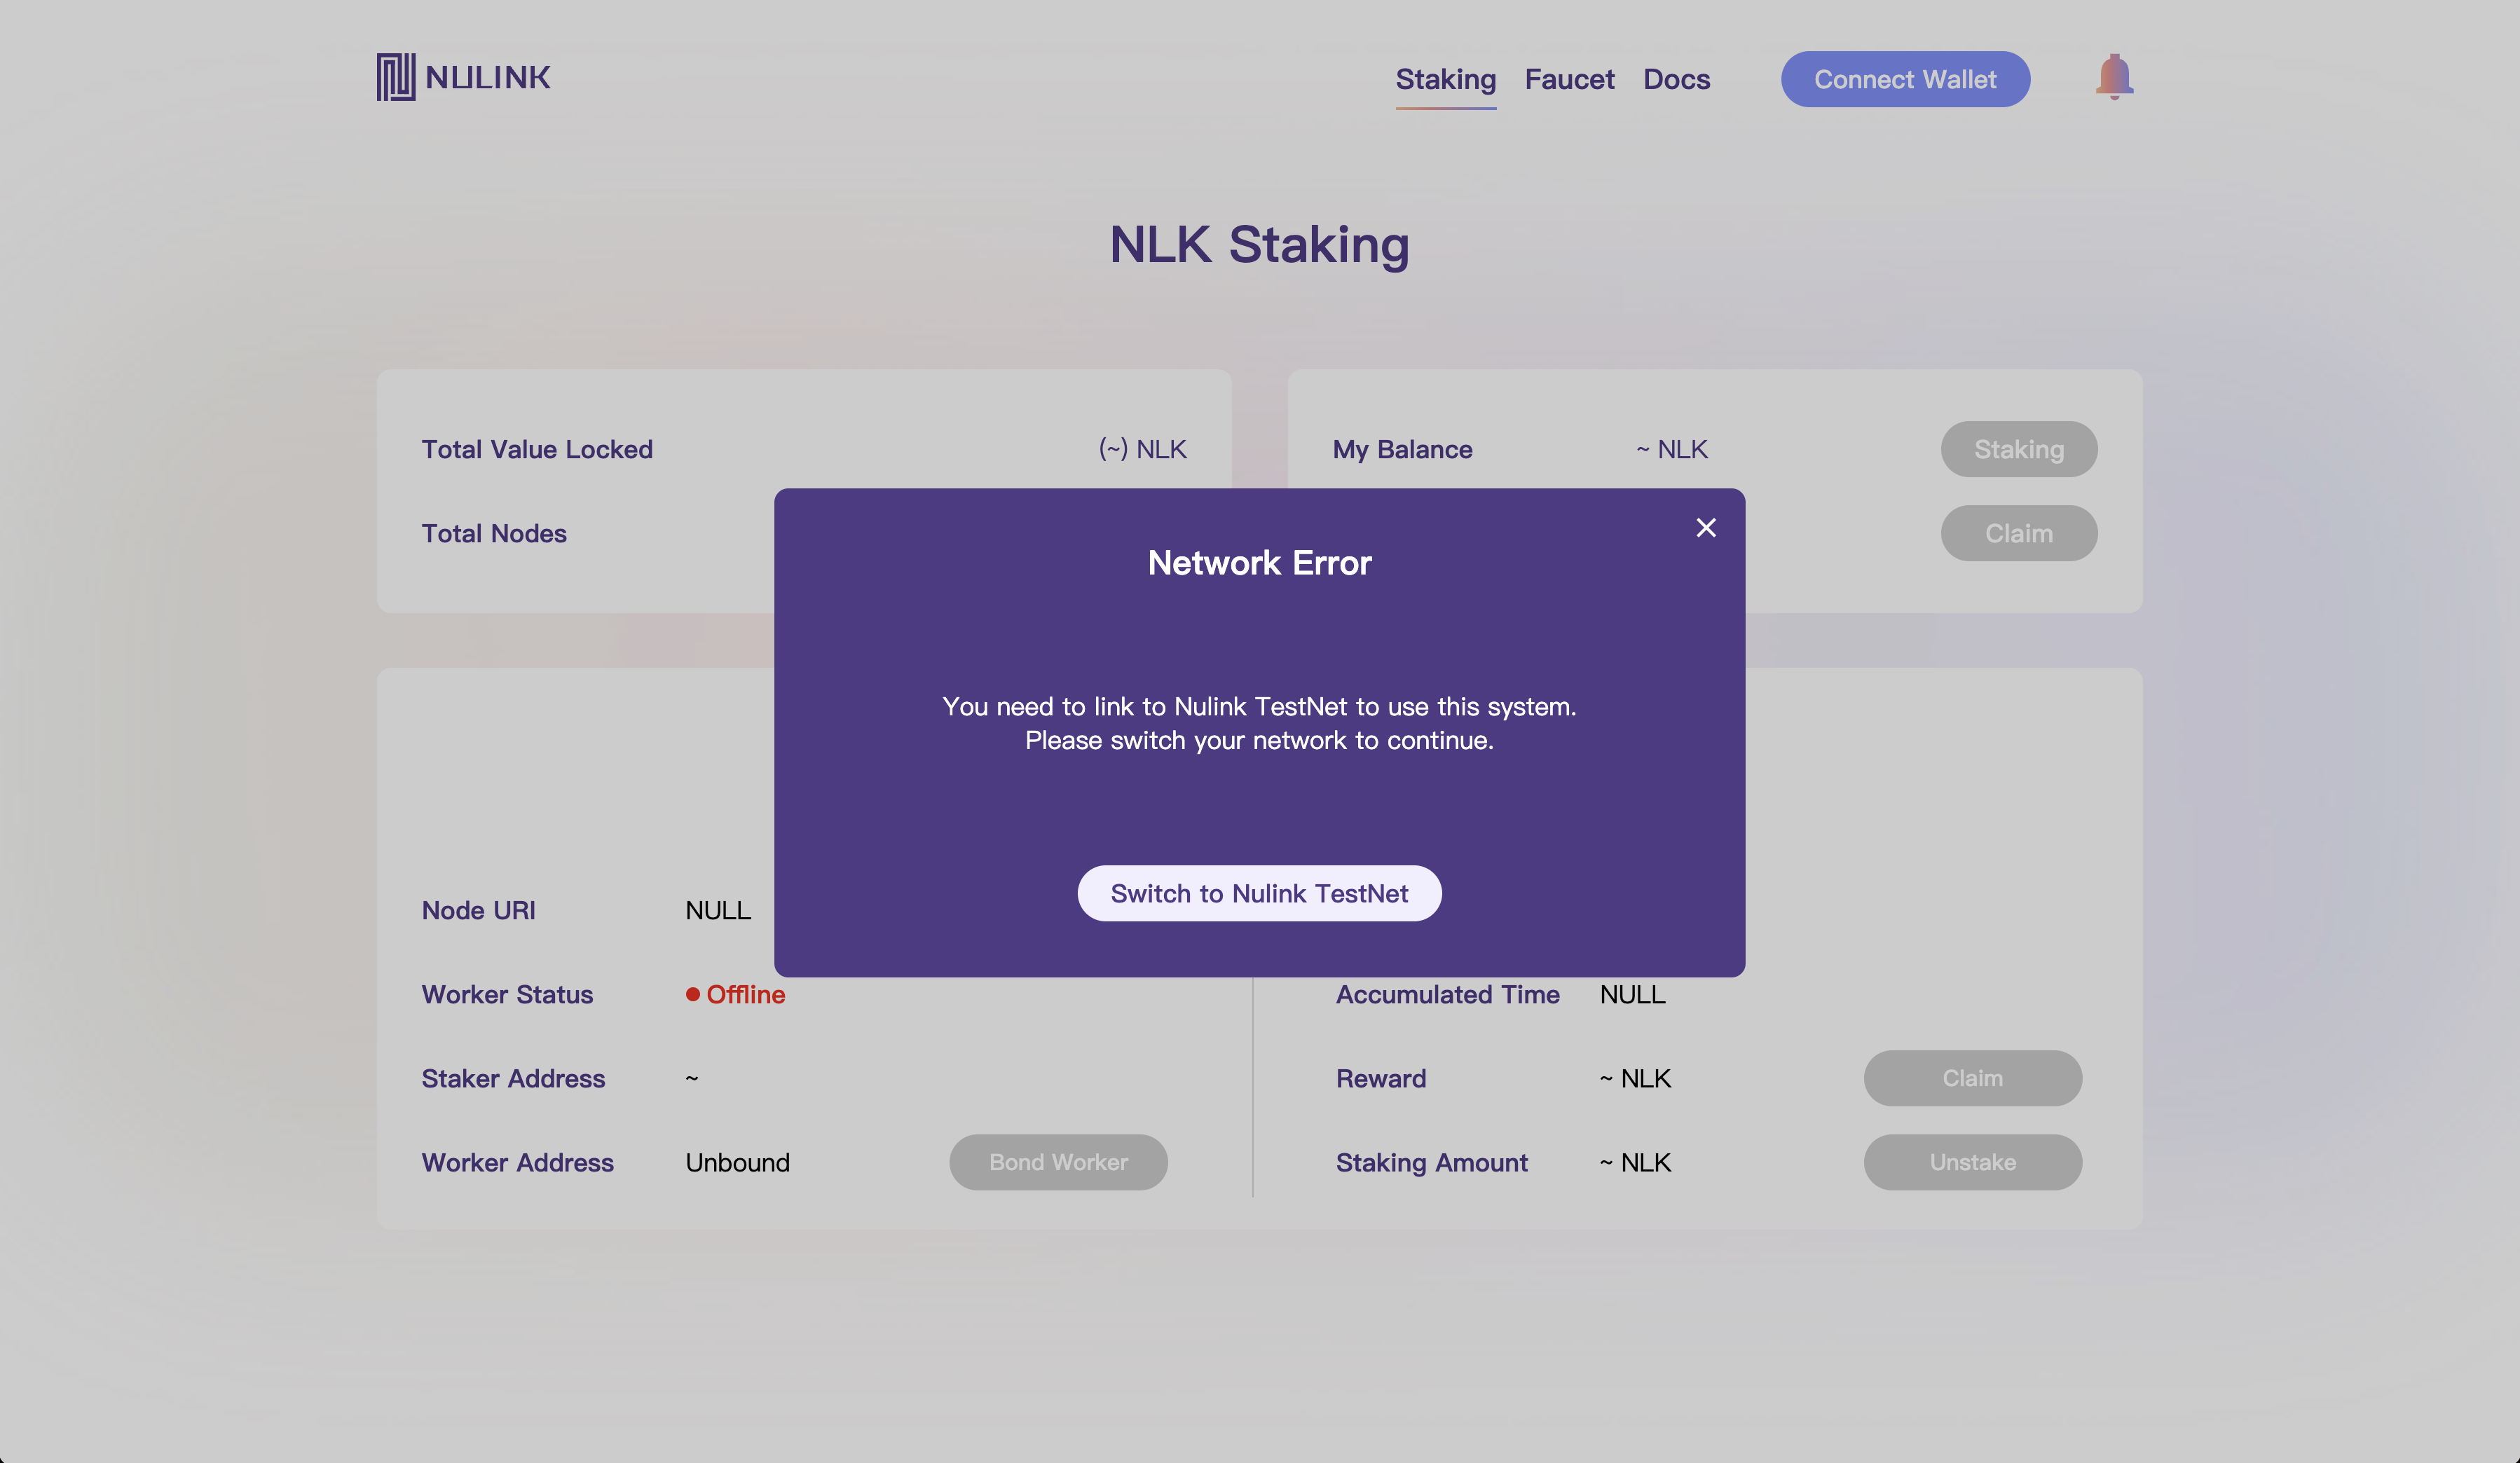 NULINK
Staking Faucet Docs Connect Wallet
NLK Staking
Total Value Locked (~) NLK
Total Nodes
My Balance ~ NLK Staking
Claim
Network Error
You need to link to Nulink TestNet to use this system.
Please switch your network to continue.
Switch to Nulink TestNet
Node URI NULL
Worker Status Offline
Staker Address ~
Worker Address Unbound Bond Worker
Accumulated Time NULL
Reward ~ NLK Claim
Staking Amount ~ NLK Unstake